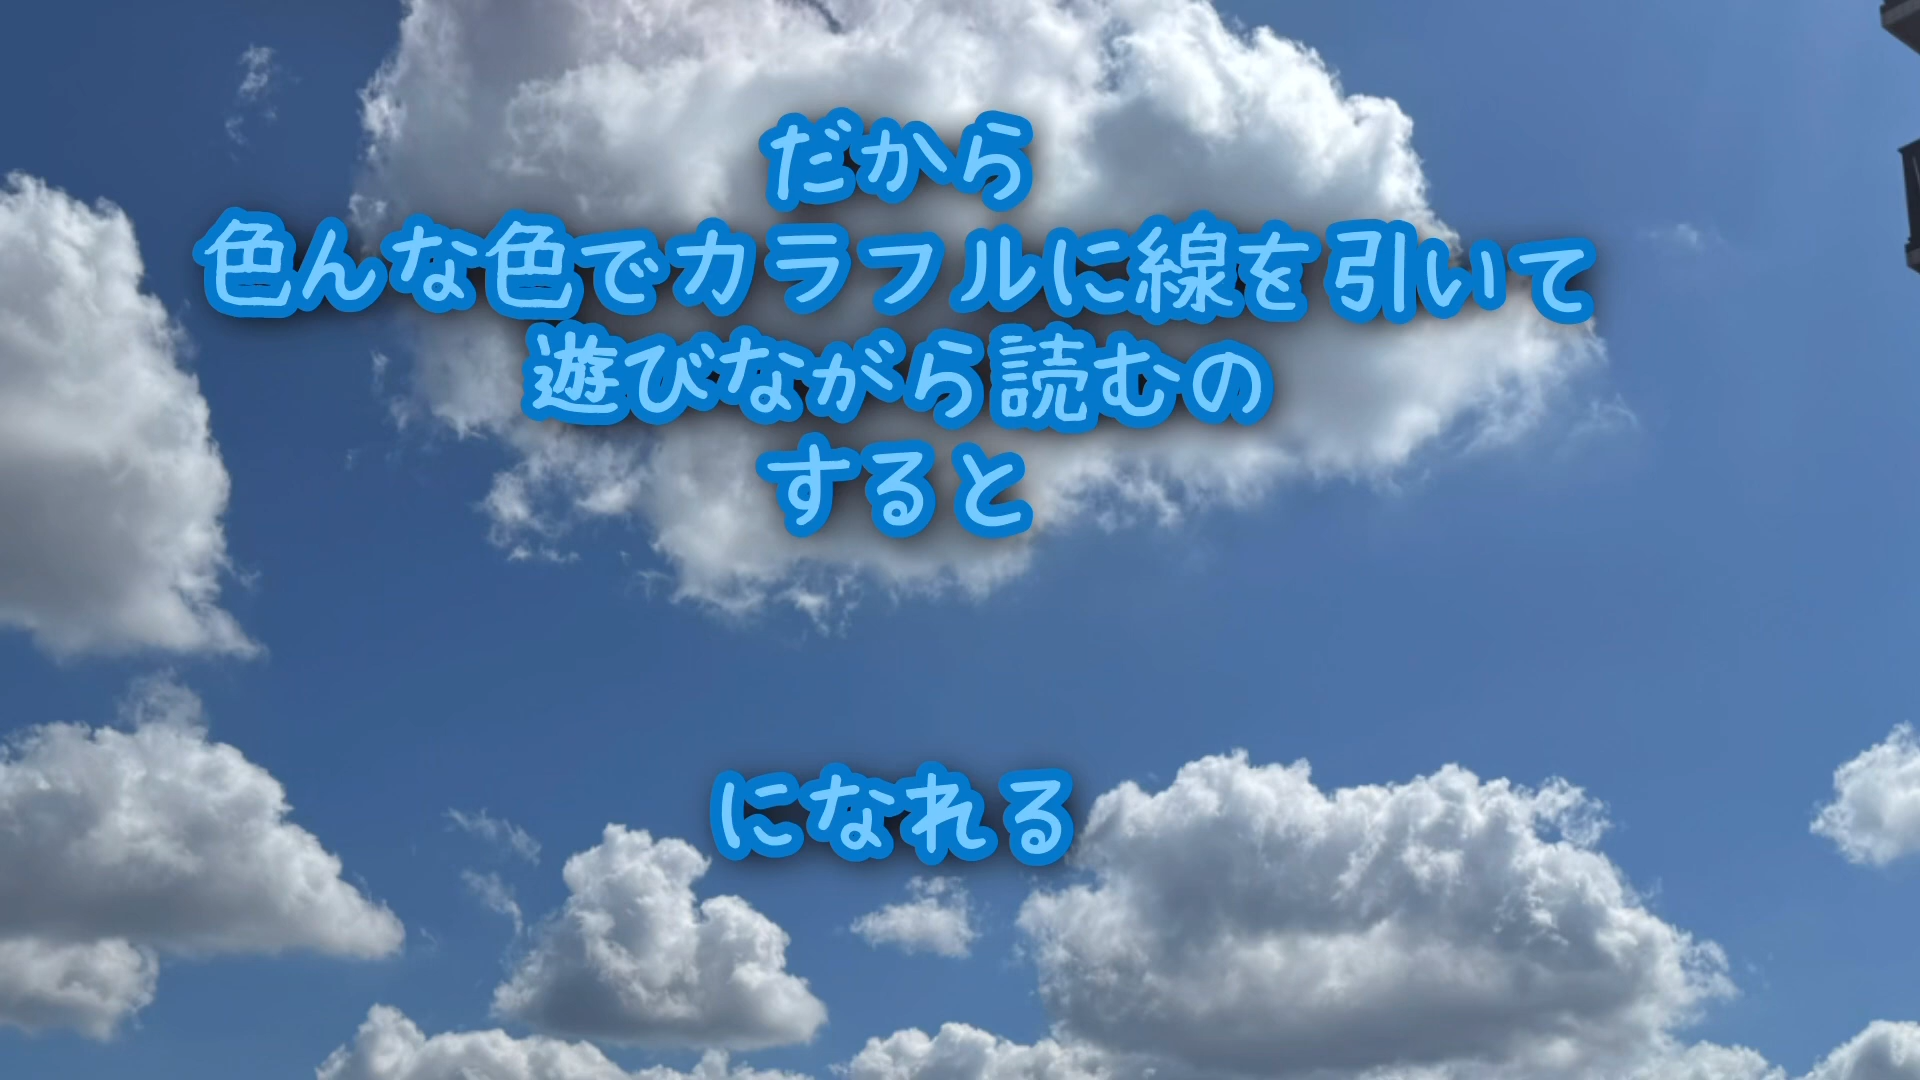 だから
色んな色でカラフルに線を引いて
遊びながら読むの
すると
になれる